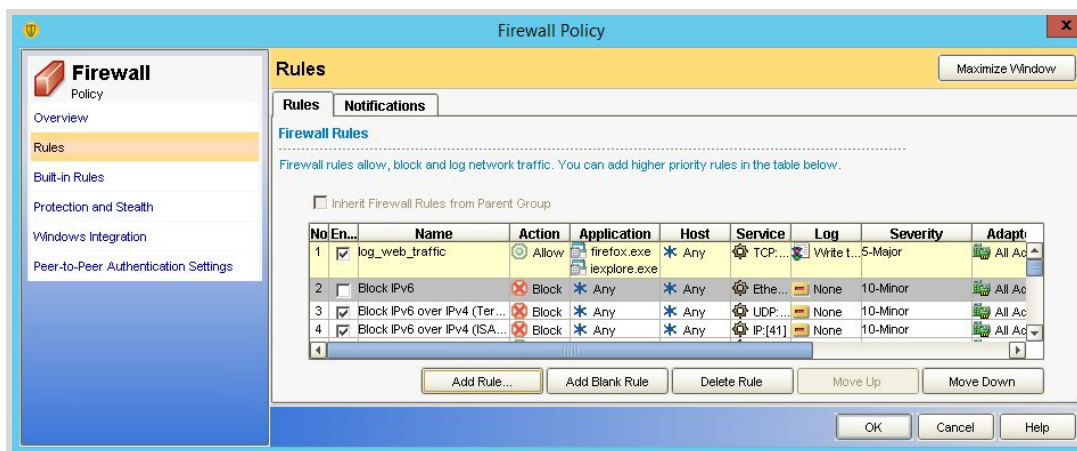 Firewall Policy
x
Firewall
Policy
Overview
Rules
Built-in Rules
Protection and Stealth
Windows Integration
Peer-to-Peer Authentication Settings
Rules
Maximize Window
Rules Notifications
Firewall Rules
Firewall rules allow, block and log network traffic. You can add higher priority rules in the table below.
Inherit Firewall Rules from Parent Group
No En... Name Action Application Host Service Log Severity Adapt
1 log_web_traffic Allow firefox.exe Any TCP:... Write t... 5-Major All Ac
iexplore.exe
2 Block IPv6 Block Any Any Ethe... None 10-Minor All Ac
3 Block IPv6 over IPv4 (Ter... Block Any Any UDP:... None 10-Minor All Ac
4 Block IPv6 over IPv4 (ISA... Block Any Any IP:[41] None 10-Minor All Ac
Add Rule... Add Blank Rule Delete Rule Move Up Move Down
OK Cancel Help